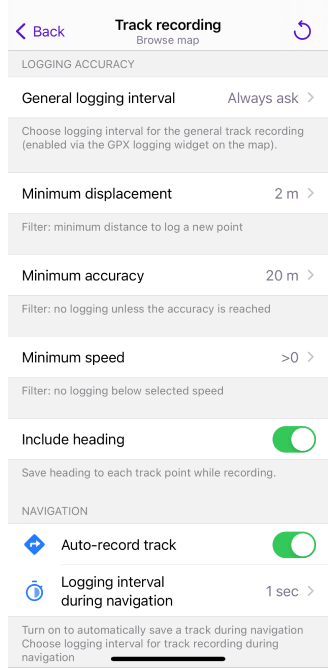 Back
Track recording
Browse map
LOGGING ACCURACY
General logging interval Always ask
Choose logging interval for the general track recording
(enabled via the GPX logging widget on the map).
Minimum displacement 2 m
Filter: minimum distance to log a new point
Minimum accuracy 20 m
Filter: no logging unless the accuracy is reached
Minimum speed >0
Filter: no logging below selected speed
Include heading
Save heading to each track point while recording.
NAVIGATION
Auto-record track
Logging interval
during navigation 1 sec
Turn on to automatically save a track during navigation
Choose logging interval for track recording during
navigation